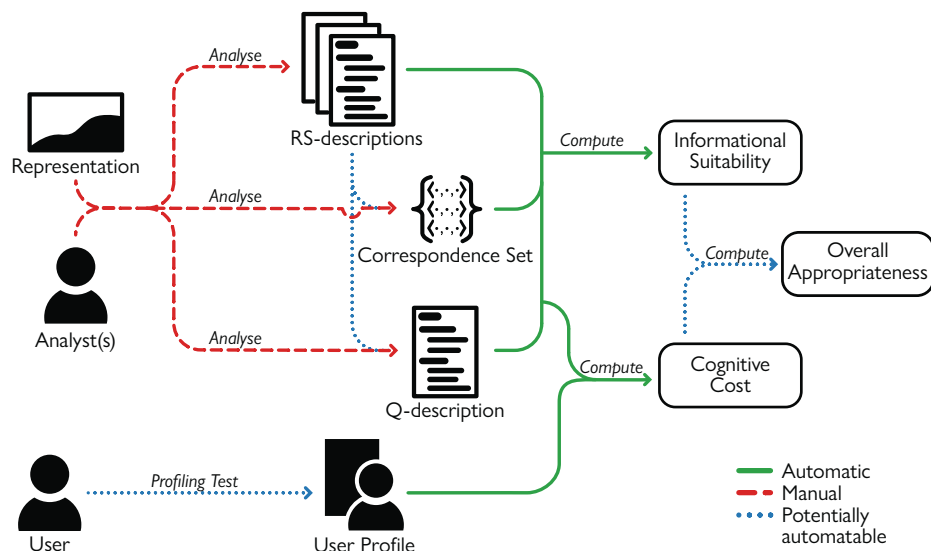 Analyse
RS-descriptions
Representation
Analyse
Correspondence Set
Analyst(s)
Analyse
Q-description
Compute
Informational
Suitability
Compute
Overall
Appropriateness
Compute
Cognitive
Cost
User
Profiling Test
User Profile
Automatic
Manual
Potentially
automatable